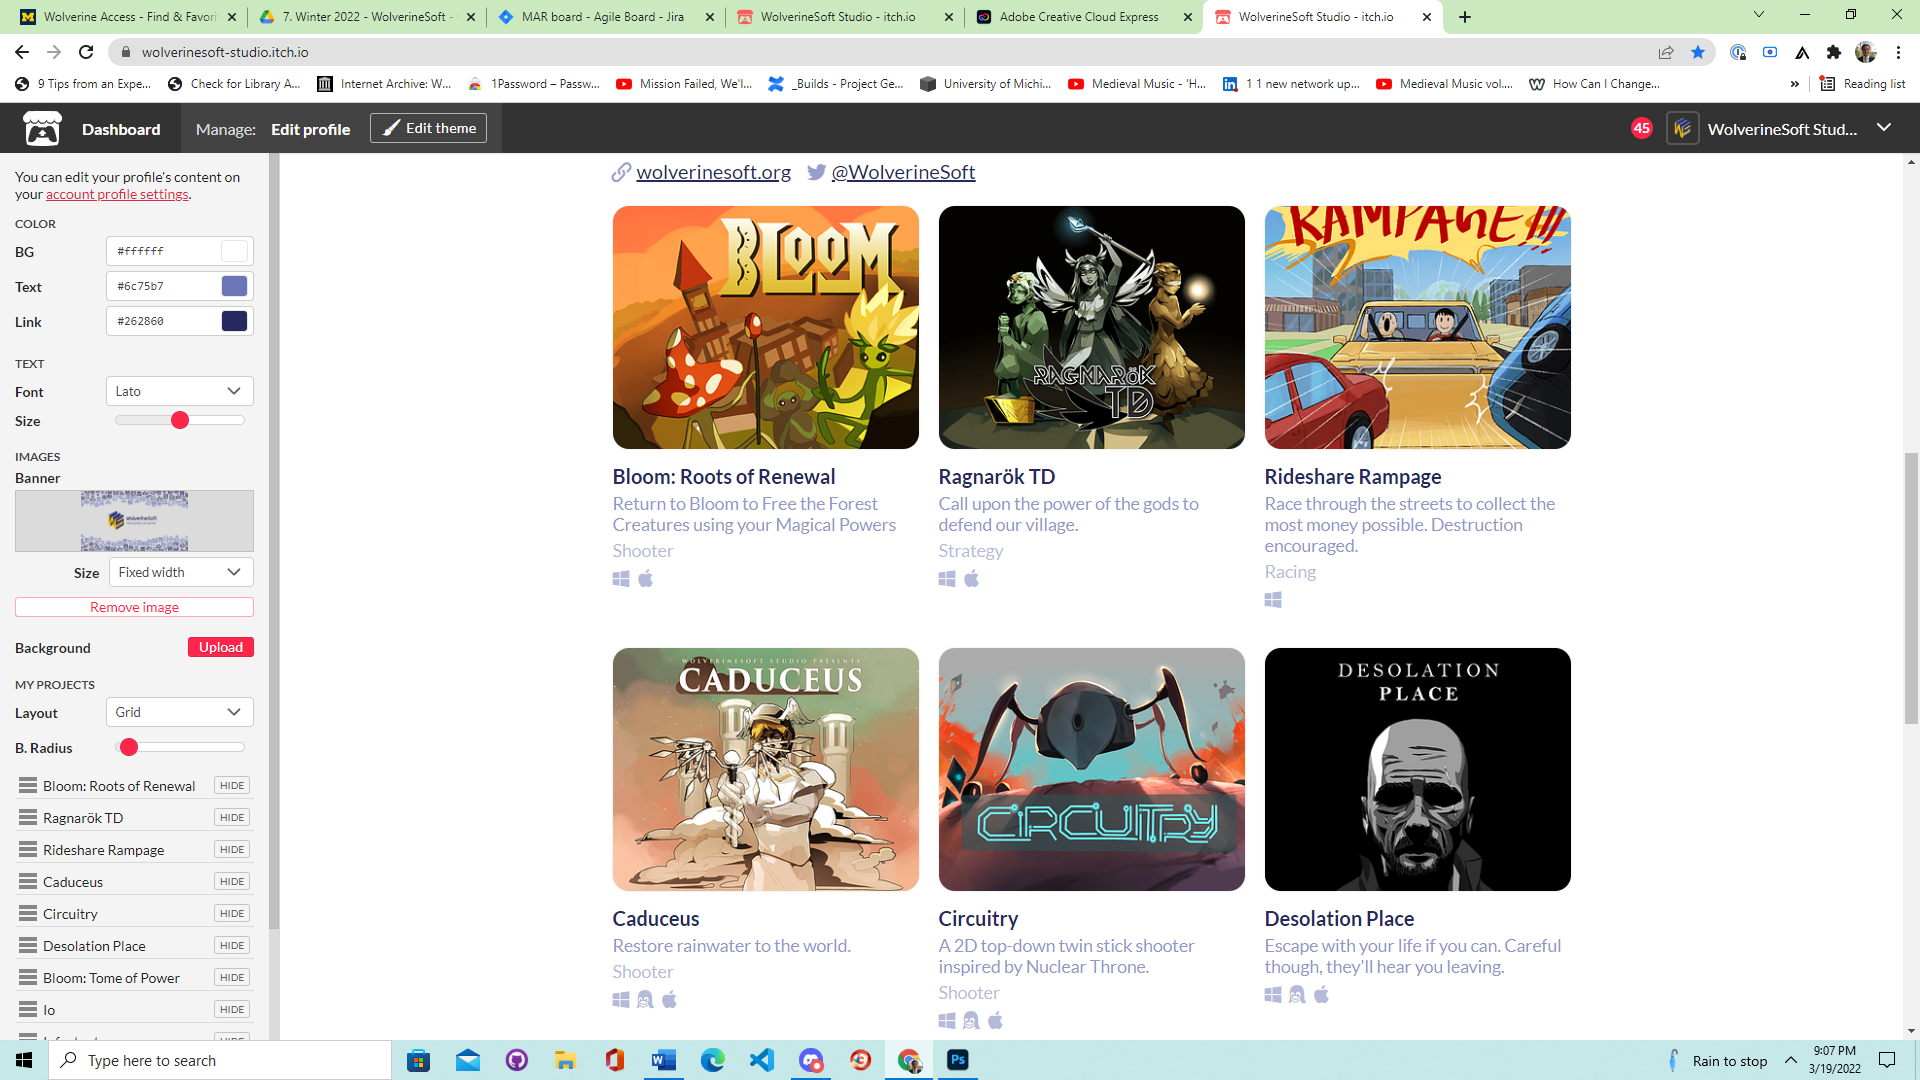 Wolverine Access - Find & Favori
7. Winter 2022 - WolverineSoft -
MAR board - Agile Board - Jira
WolverineSoft Studio - itch.io
Adobe Creative Cloud Express
WolverineSoft Studio - itch.io
wolverinesoft-studio.itch.io
9 Tips from an Expe...
Check for Library A...
Internet Archive: W...
1Password – Passw...
Mission Failed, We'l...
_Builds - Project Ge...
University of Michi...
Medieval Music - 'H...
1 1 new network up...
Medieval Music vol....
How Can I Change...
»
Reading list
Dashboard
Manage:
Edit profile
Edit theme
45
WolverineSoft Stud...
You can edit your profile's content on
your account profile settings.
COLOR
BG
#ffffff
Text
#6c75b7
Link
#262860
TEXT
Font
Lato
Size
IMAGES
Banner
WolverineSoft
Size
Fixed width
Remove image
Background
Upload
MY PROJECTS
Layout
Grid
B. Radius
Bloom: Roots of Renewal
HIDE
Ragnarök TD
HIDE
Rideshare Rampage
HIDE
Caduceus
HIDE
Circuitry
HIDE
Desolation Place
HIDE
Bloom: Tome of Power
HIDE
Io
HIDE
HIDE
wolverinesoft.org
@WolverineSoft
BLOOM
RAGNARÖK
TD
RAMPAGE!!!
Bloom: Roots of Renewal
Return to Bloom to Free the Forest
Creatures using your Magical Powers
Shooter
Ragnarök TD
Call upon the power of the gods to
defend our village.
Strategy
Rideshare Rampage
Race through the streets to collect the
most money possible. Destruction
encouraged.
Racing
WOLVERINESOFT STUDIO PRESENTS
CADUCEUS
CIRCUITRY
DESOLATION
PLACE
Caduceus
Restore rainwater to the world.
Shooter
Circuitry
A 2D top-down twin stick shooter
inspired by Nuclear Throne.
Shooter
Desolation Place
Escape with your life if you can. Careful
though, they'll hear you leaving.
Type here to search
Rain to stop
9:07 PM
3/19/2022